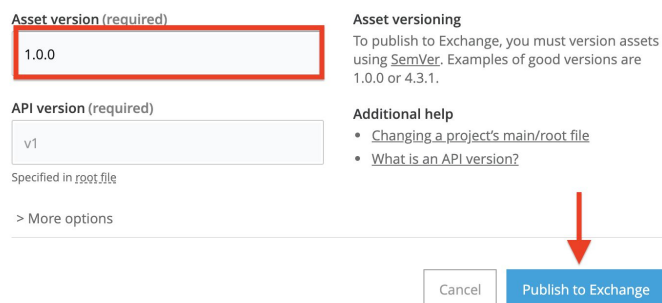 Asset version (required)
1.0.0
API version (required)
v1
Specified in root file
> More options
Asset versioning
To publish to Exchange, you must version assets
using SemVer. Examples of good versions are
1.0.0 or 4.3.1.
Additional help
• Changing a project's main/root file
• What is an API version?
Cancel
Publish to Exchange